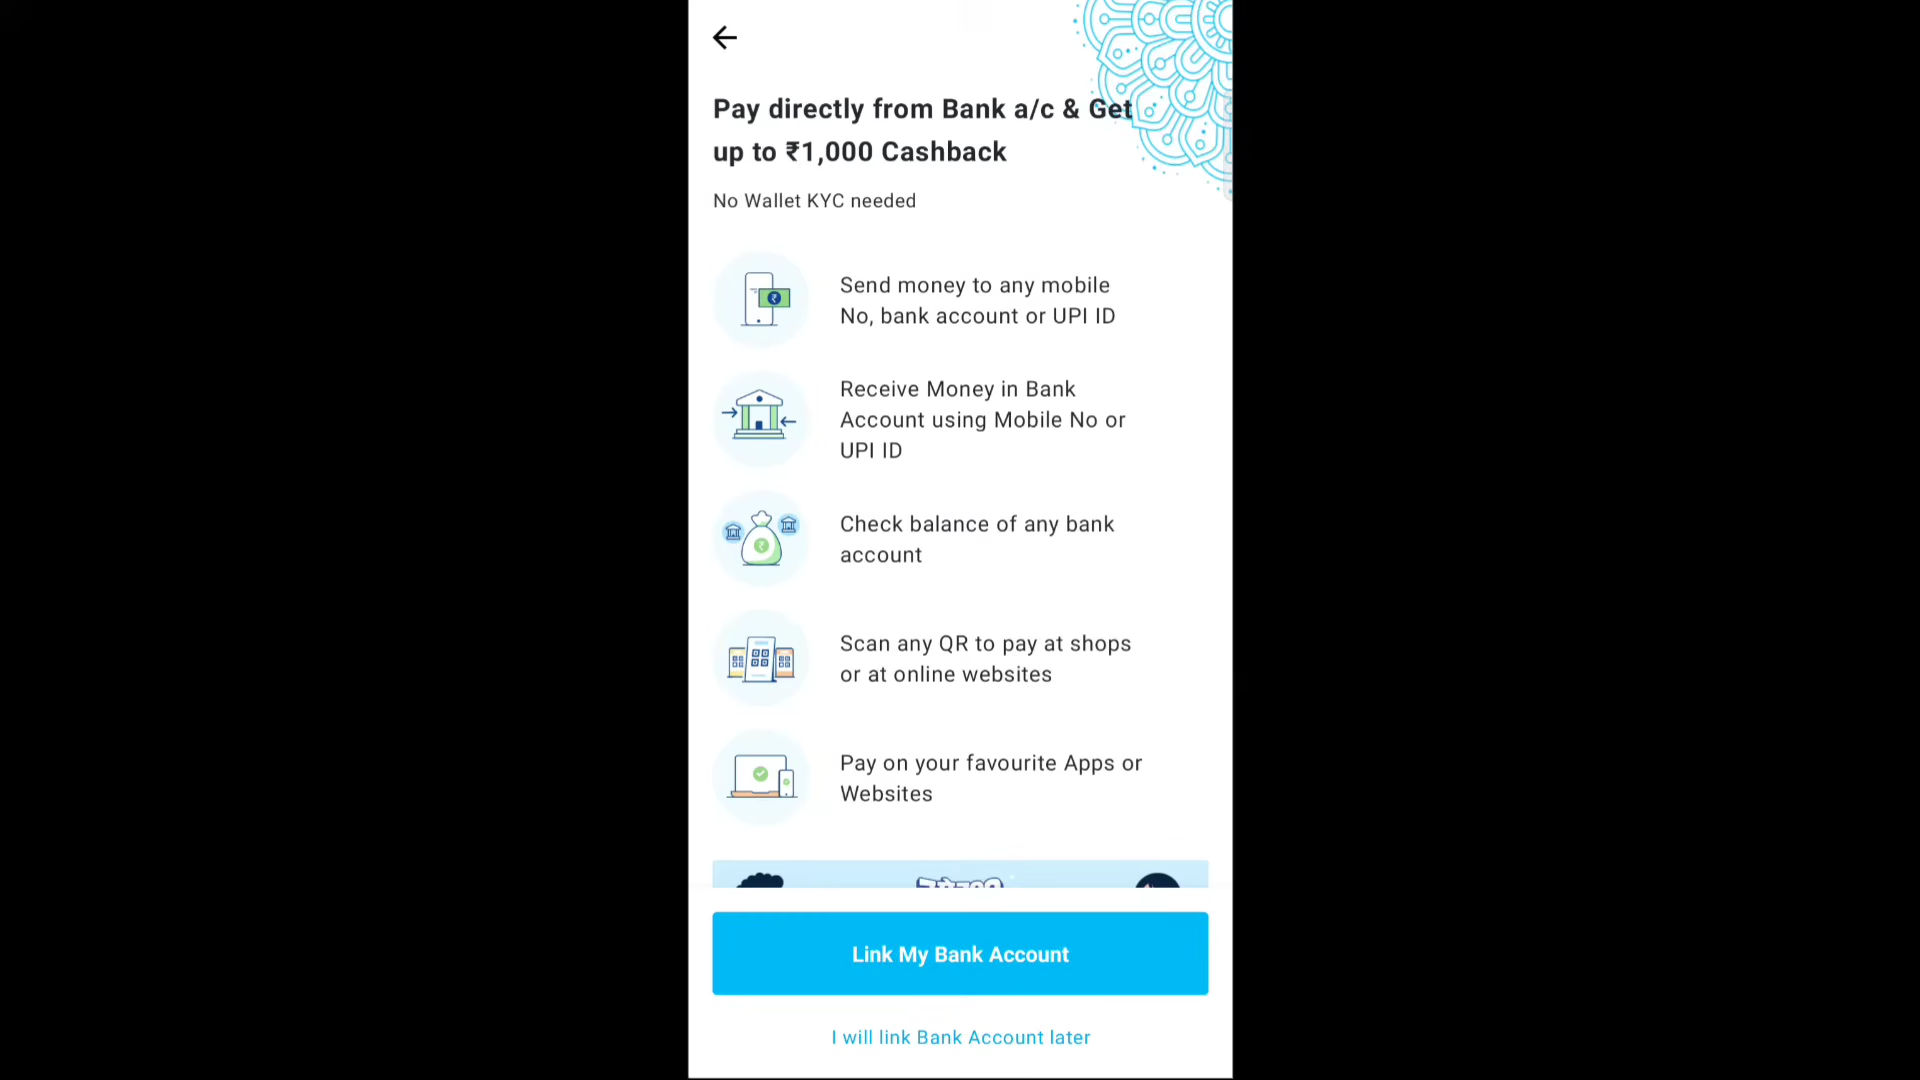 Pay directly from Bank a/c & Get
up to ₹1,000 Cashback
No Wallet KYC needed
Send money to any mobile
No, bank account or UPI ID
Receive Money in Bank
Account using Mobile No or
UPI ID
Check balance of any bank
account
Scan any QR to pay at shops
or at online websites
Pay on your favourite Apps or
Websites
Link My Bank Account
I will link Bank Account later